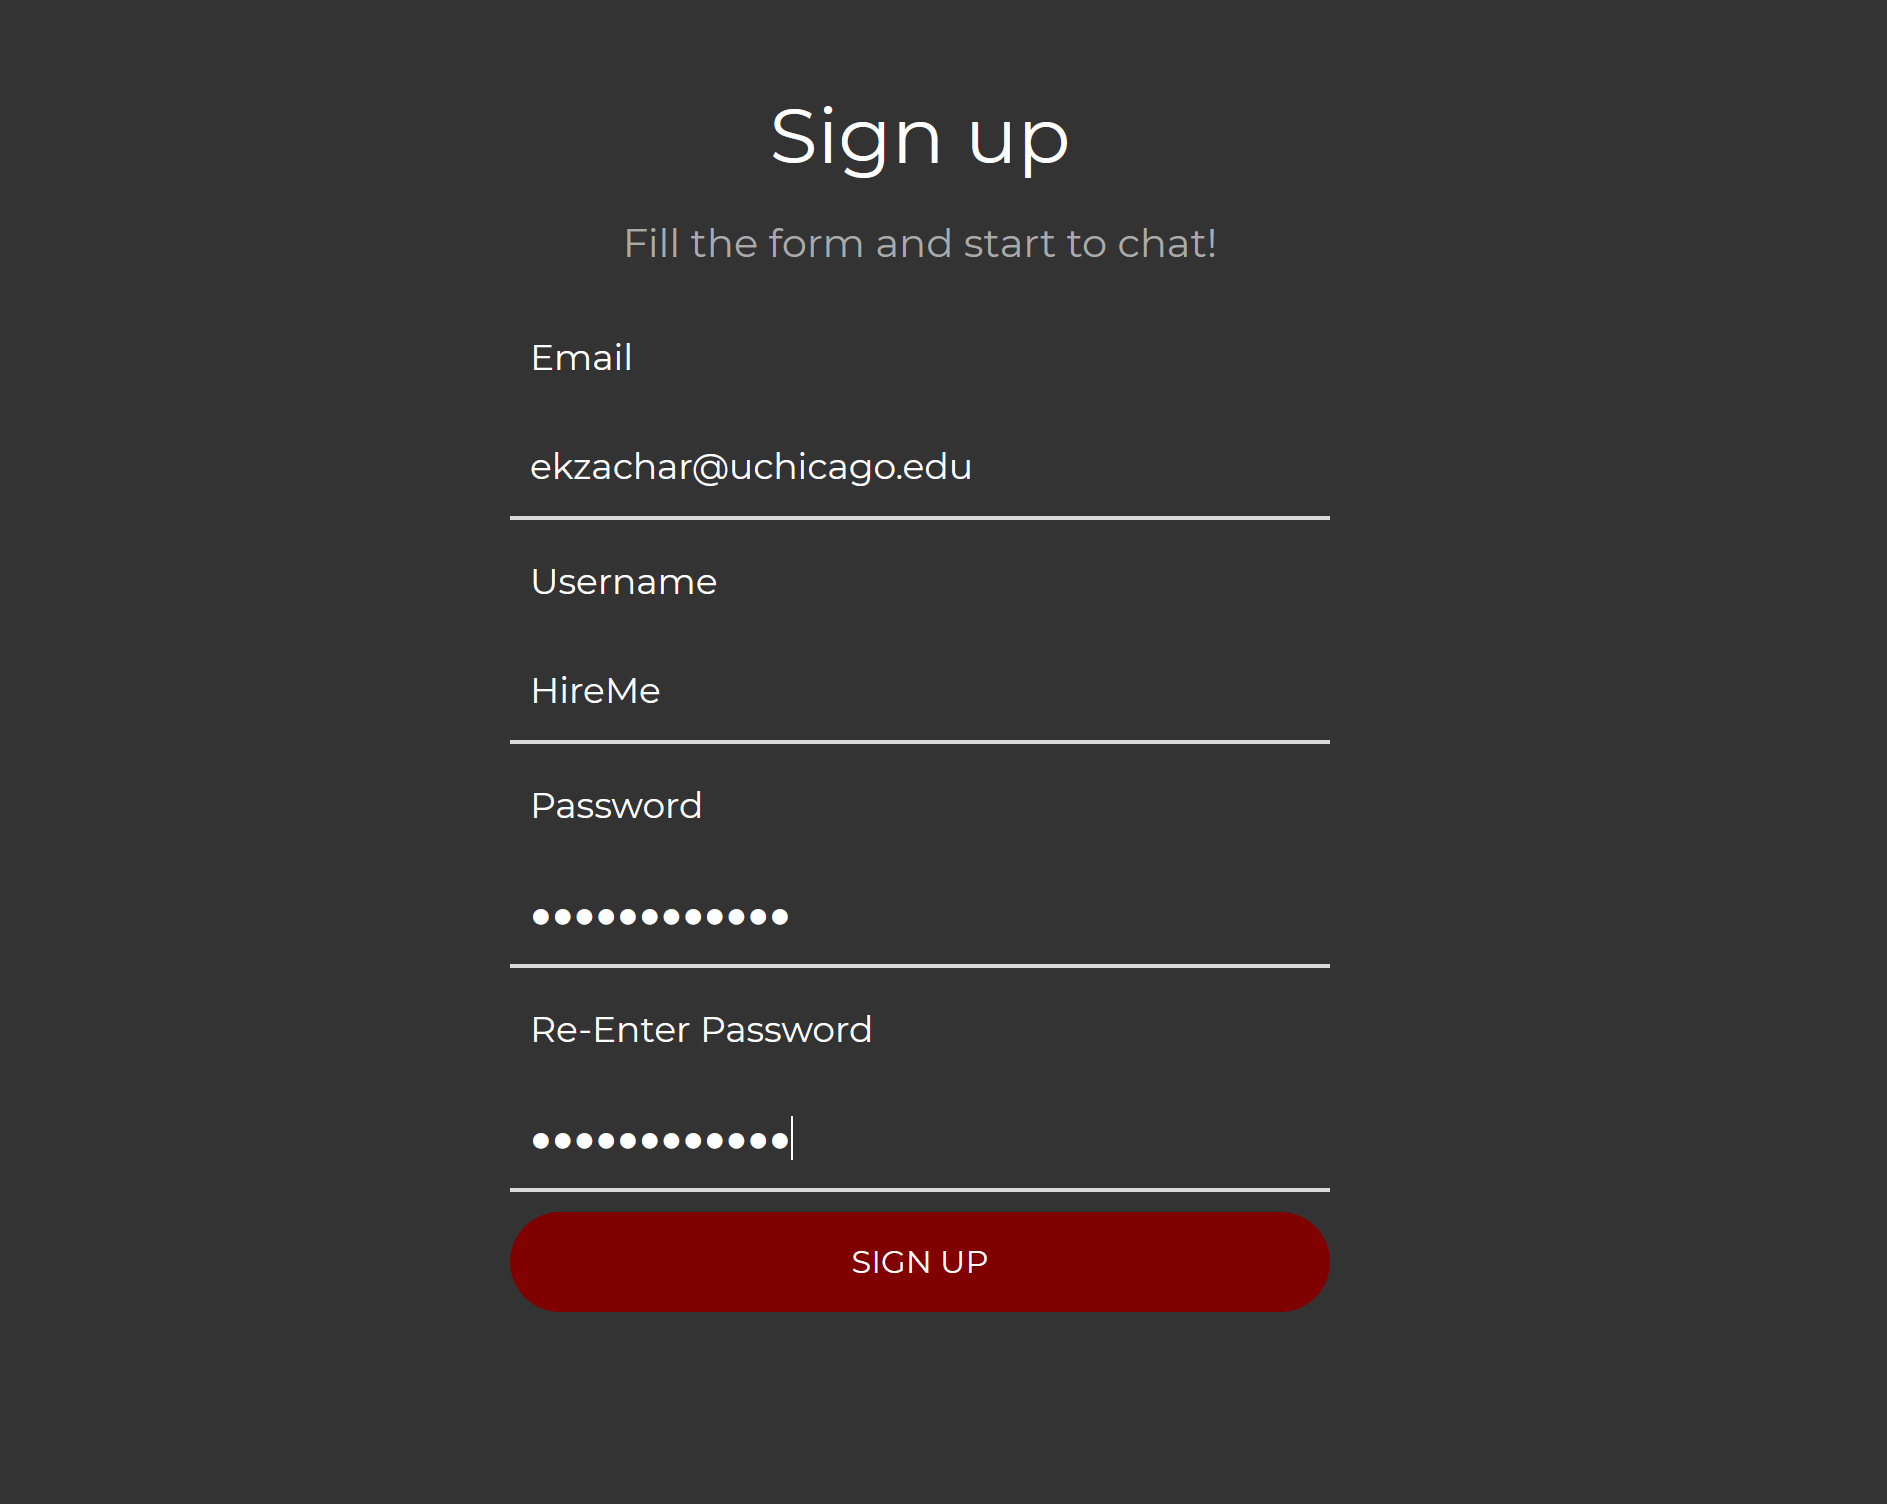 Sign up
Fill the form and start to chat!
Email
ekzachar@uchicago.edu
Username
HireMe
Password
●●●●●●●●●●●●
Re-Enter Password
●●●●●●●●●●●●
SIGN UP